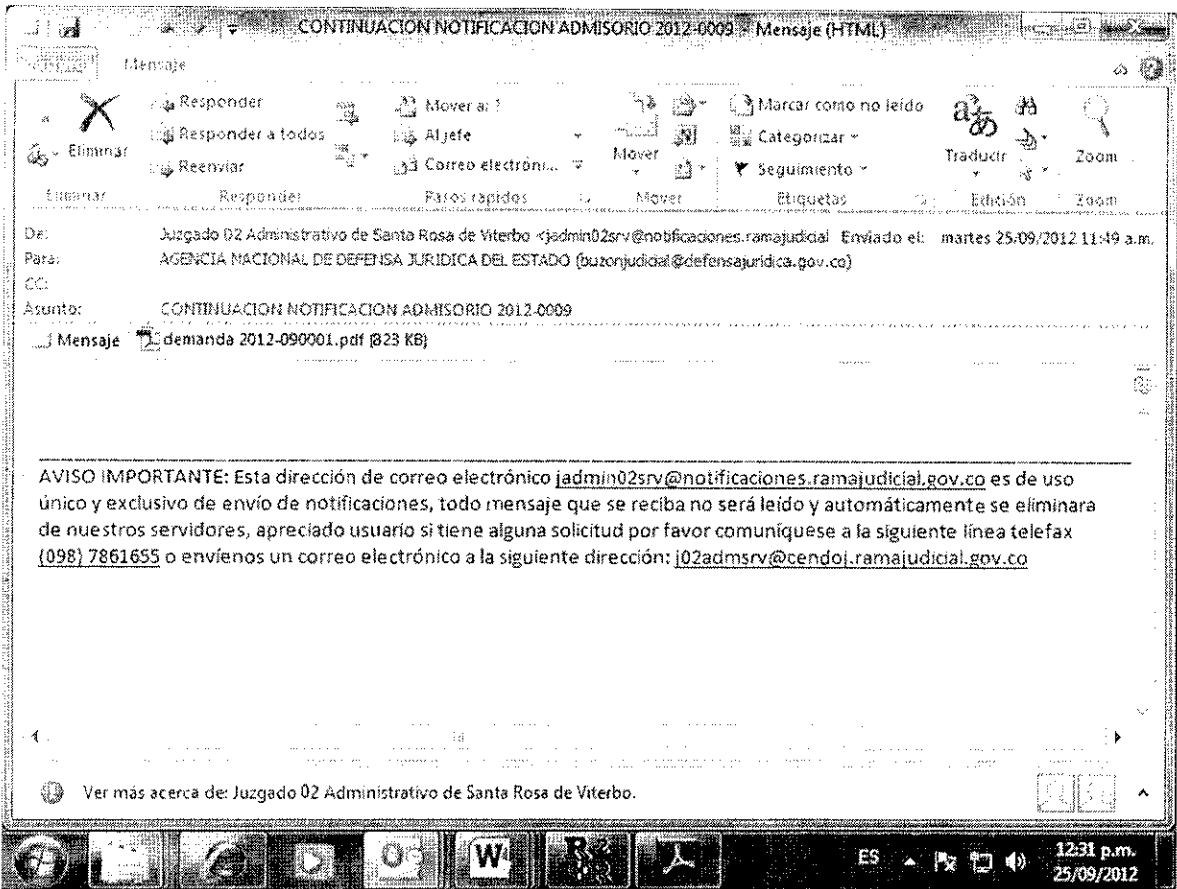 CONTINUACION NOTIFICACION ADMISORIO 2012-0009 - Mensaje (HTML)
Mensaje
Eliminar
Responder
Responder a todos
Reenviar
Mover a: ?
Al jefe
Correo electróni...
Mover
Marcar como no leído
Categorizar
Seguimiento
Traducir
Zoom
Eliminar Responder Pasos rápidos Mover Etiquetas Edición Zoom
De: Juzgado 02 Administrativo de Santa Rosa de Viterbo <jadmin02srv@notificaciones.ramajudicial Enviado el: martes 25/09/2012 11:49 a.m.
Para: AGENCIA NACIONAL DE DEFENSA JURIDICA DEL ESTADO (buzonjudicial@defensajuridica.gov.co)
CC:
Asunto: CONTINUACION NOTIFICACION ADMISORIO 2012-0009
Mensaje demanda 2012-090001.pdf (823 KB)
AVISO IMPORTANTE: Esta dirección de correo electrónico jadmin02srv@notificaciones.ramajudicial.gov.co es de uso
único y exclusivo de envío de notificaciones, todo mensaje que se reciba no será leído y automáticamente se eliminara
de nuestros servidores, apreciado usuario si tiene alguna solicitud por favor comuníquese a la siguiente línea telefax
(098) 7861655 o envíenos un correo electrónico a la siguiente dirección: j02admsrv@cendoj.ramajudicial.gov.co
Ver más acerca de: Juzgado 02 Administrativo de Santa Rosa de Viterbo.
ES
12:31 p.m.
25/09/2012